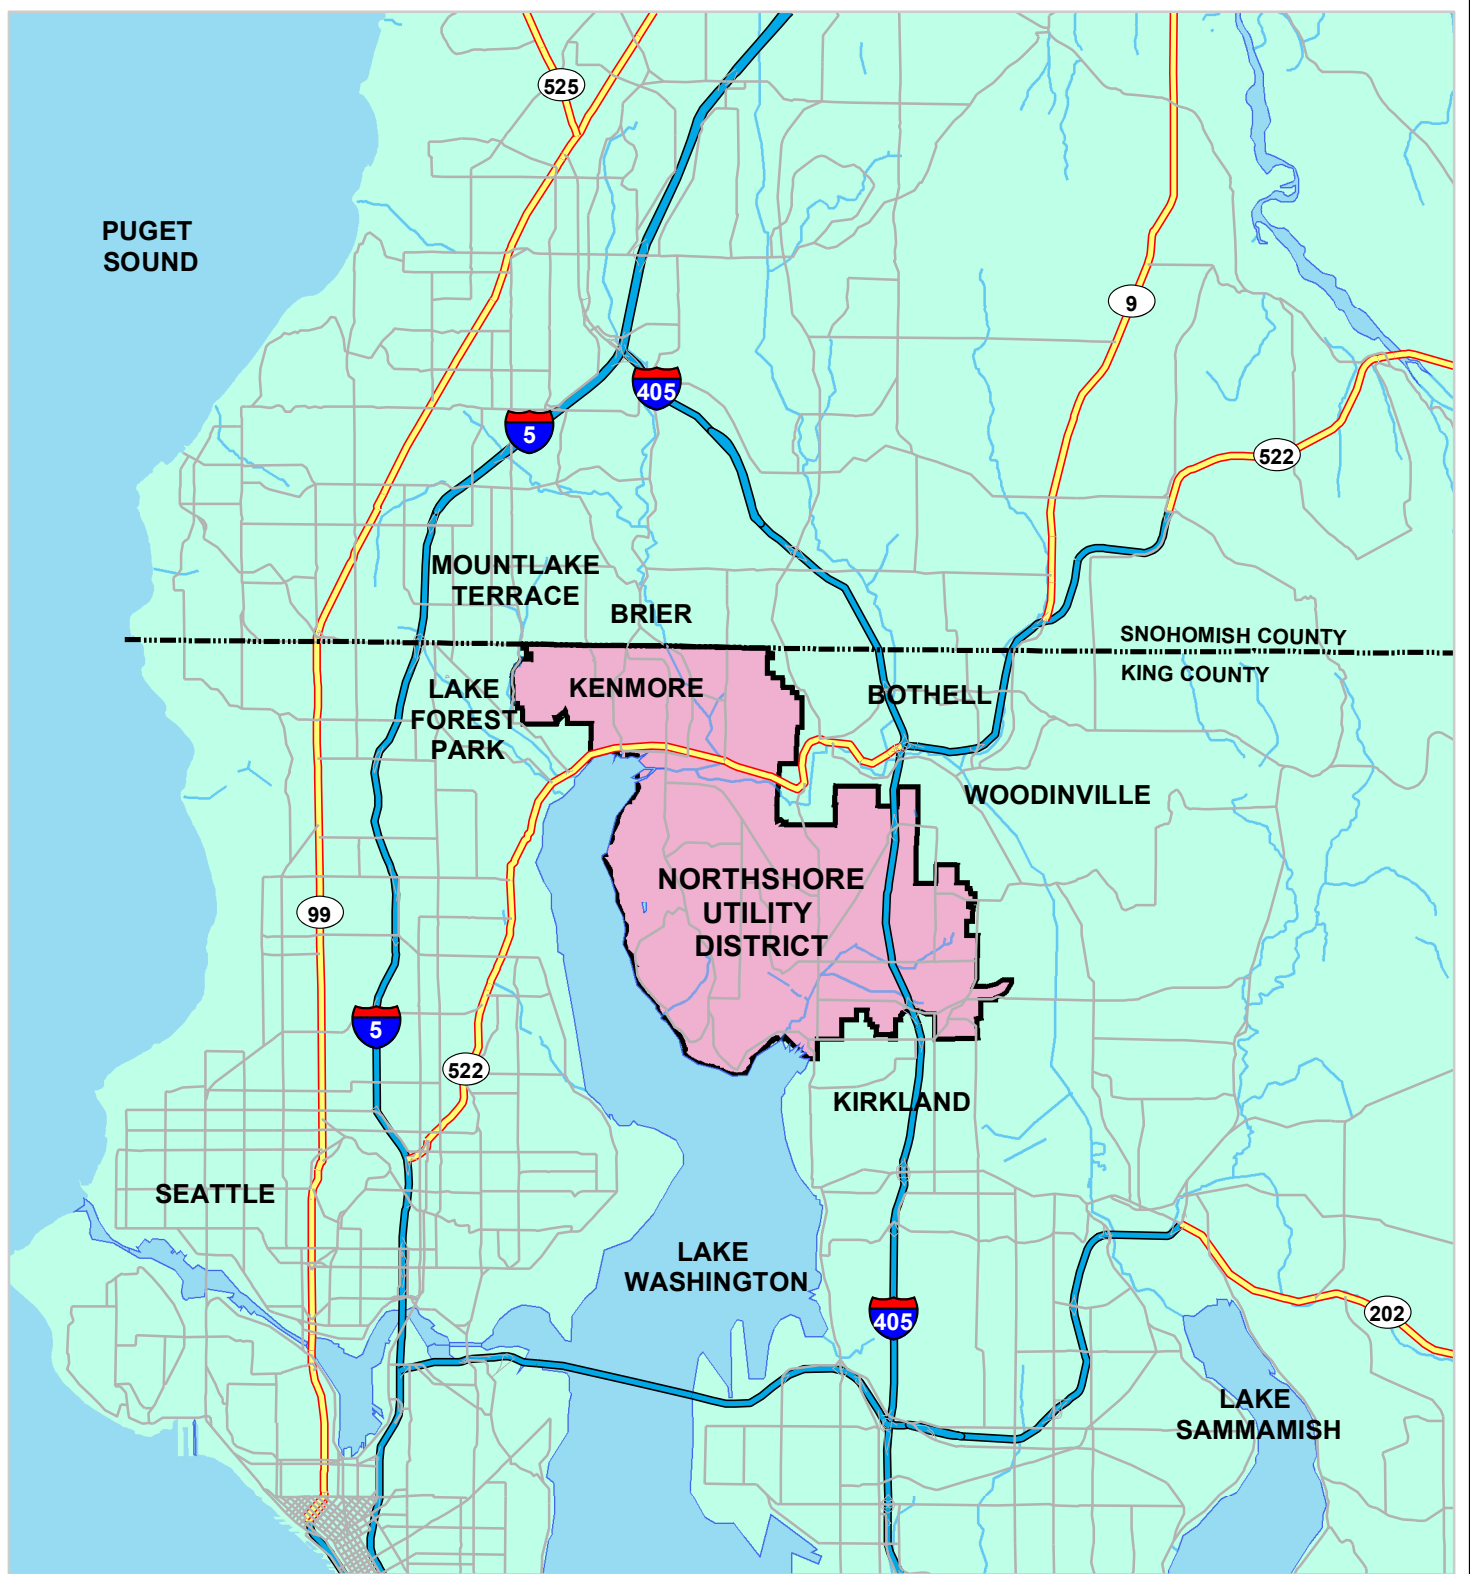 525
PUGET
SOUND
9
405
5
522
MOUNTLAKE
TERRACE
BRIER
SNOHOMISH COUNTY
KING COUNTY
KENMORE
LAKE
FOREST
PARK
BOTHELL
WOODINVILLE
NORTHSHORE
UTILITY
DISTRICT
99
5
522
KIRKLAND
SEATTLE
LAKE
WASHINGTON
405
202
LAKE
SAMMAMISH